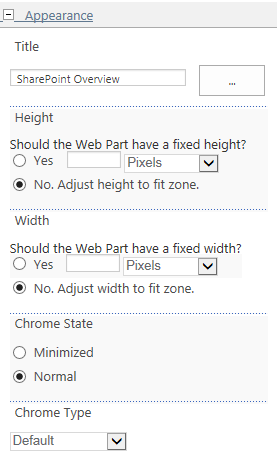 Appearance
Title
SharePoint Overview ...
Height
Should the Web Part have a fixed height?
Yes Pixels
No. Adjust height to fit zone.
Width
Should the Web Part have a fixed width?
Yes Pixels
No. Adjust width to fit zone.
Chrome State
Minimized
Normal
Chrome Type
Default